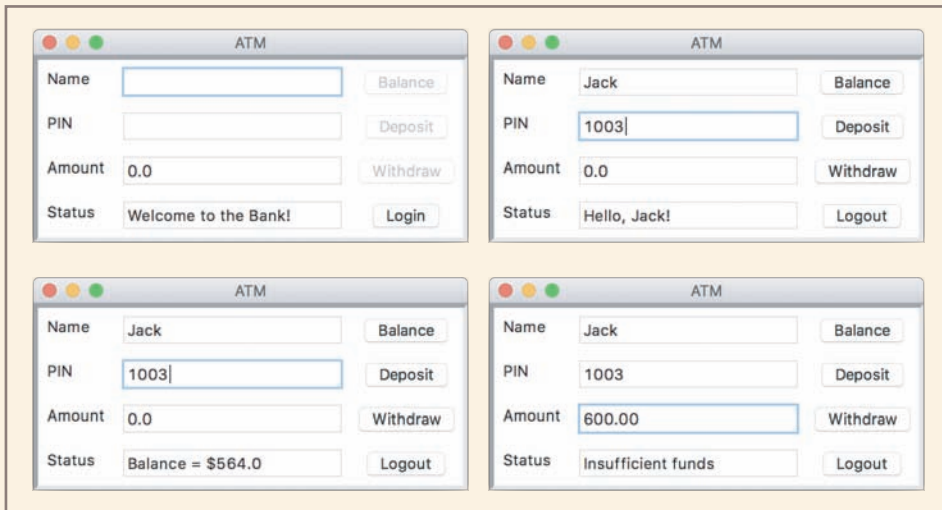 ATM
Name
Balance
PIN
Deposit
Amount 0.0
Withdraw
Status Welcome to the Bank!
Login
ATM
Name Jack
Balance
PIN 1003
Deposit
Amount 0.0
Withdraw
Status Hello, Jack!
Logout
ATM
Name Jack
Balance
PIN 1003
Deposit
Amount 0.0
Withdraw
Status Balance = $564.0
Logout
ATM
Name Jack
Balance
PIN 1003
Deposit
Amount 600.00
Withdraw
Status Insufficient funds
Logout